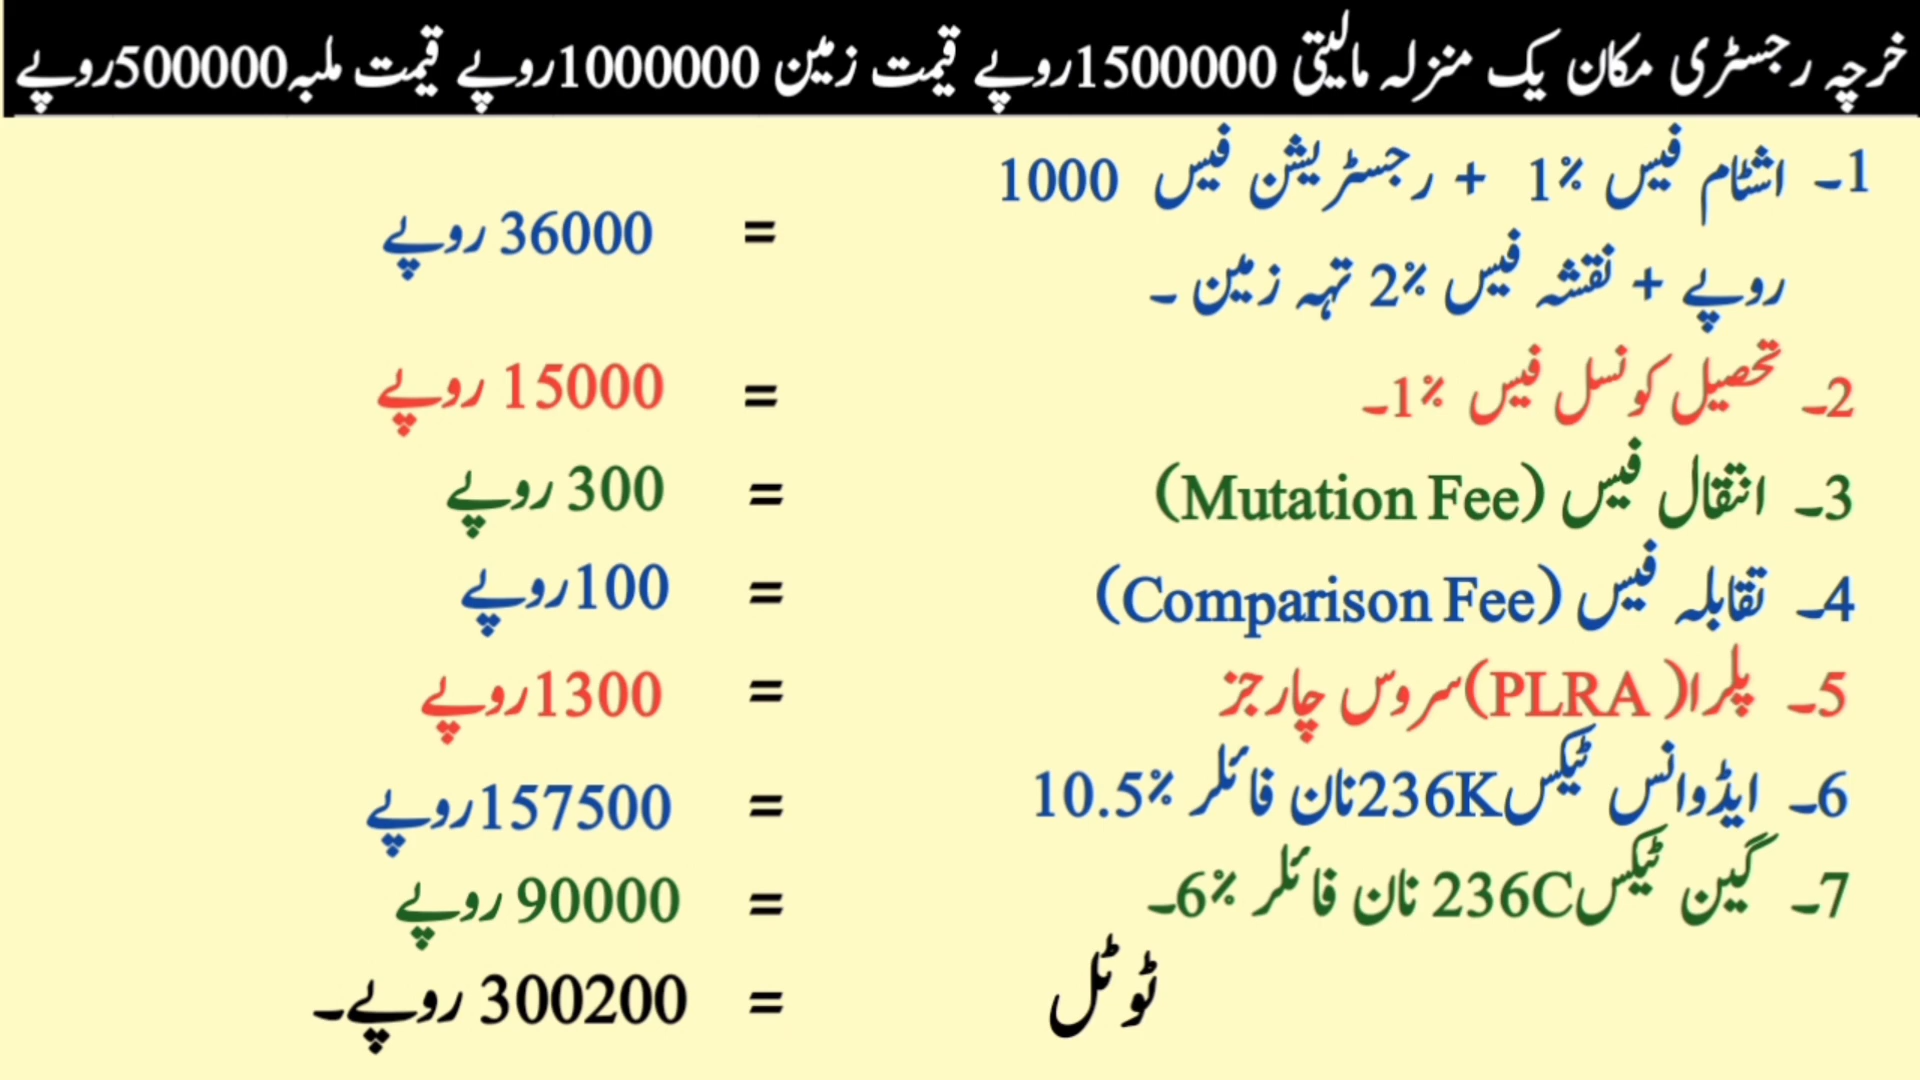 خرچہ رجسٹری مکان یک منزلہ مالیتی 1500000روپے قیمت زمین 1000000روپے قیمت ملبہ500000روپے
1۔ اشٹام فیس 1% + رجسٹریشن فیس 1000
روپے + نقشہ فیس 2% تہہ زمین ۔ = 36000 روپے
2۔ تحصیل کونسل فیس 1%۔ = 15000 روپے
3۔ انتقال فیس (Mutation Fee) = 300 روپے
4۔ تقابلہ فیس (Comparison Fee) = 100روپے
5۔ پلرا( PLRA)سروس چارجز = 1300روپے
6۔ ایڈوانس ٹیکس236Kنان فائلر 10.5% = 157500روپے
7۔ گین ٹیکس236C نان فائلر 6%۔ = 90000 روپے
ٹوٹل = 300200 روپے۔